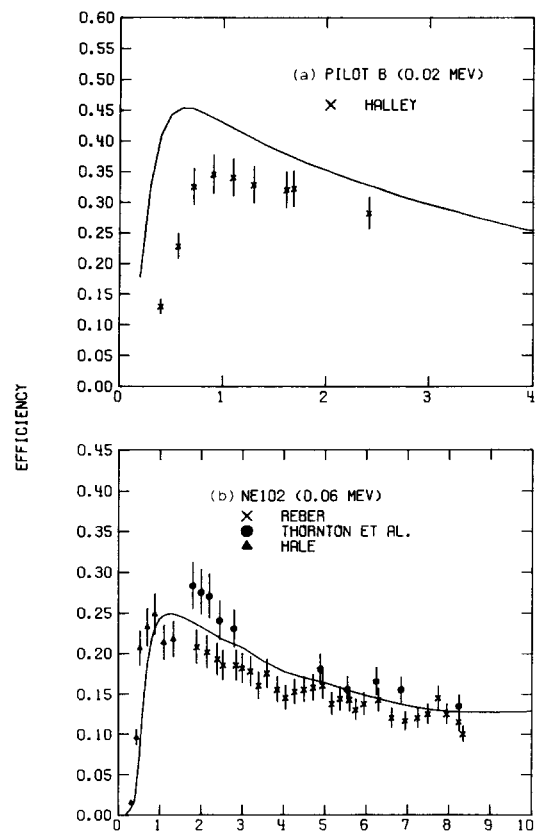 0.60
0.55
0.50
0.45
0.40
0.35
0.30
0.25
0.20
0.15
0.10
0.05
0.00
(a) PILOT B (0.02 MEV)
× HALLEY
0 1 2 3 4
EFFICIENCY
0.45
0.40
0.35
0.30
0.25
0.20
0.15
0.10
0.05
0.00
(b) NE102 (0.06 MEV)
× REBER
● THORNTON ET AL.
▲ HALE
0 1 2 3 4 5 6 7 8 9 10